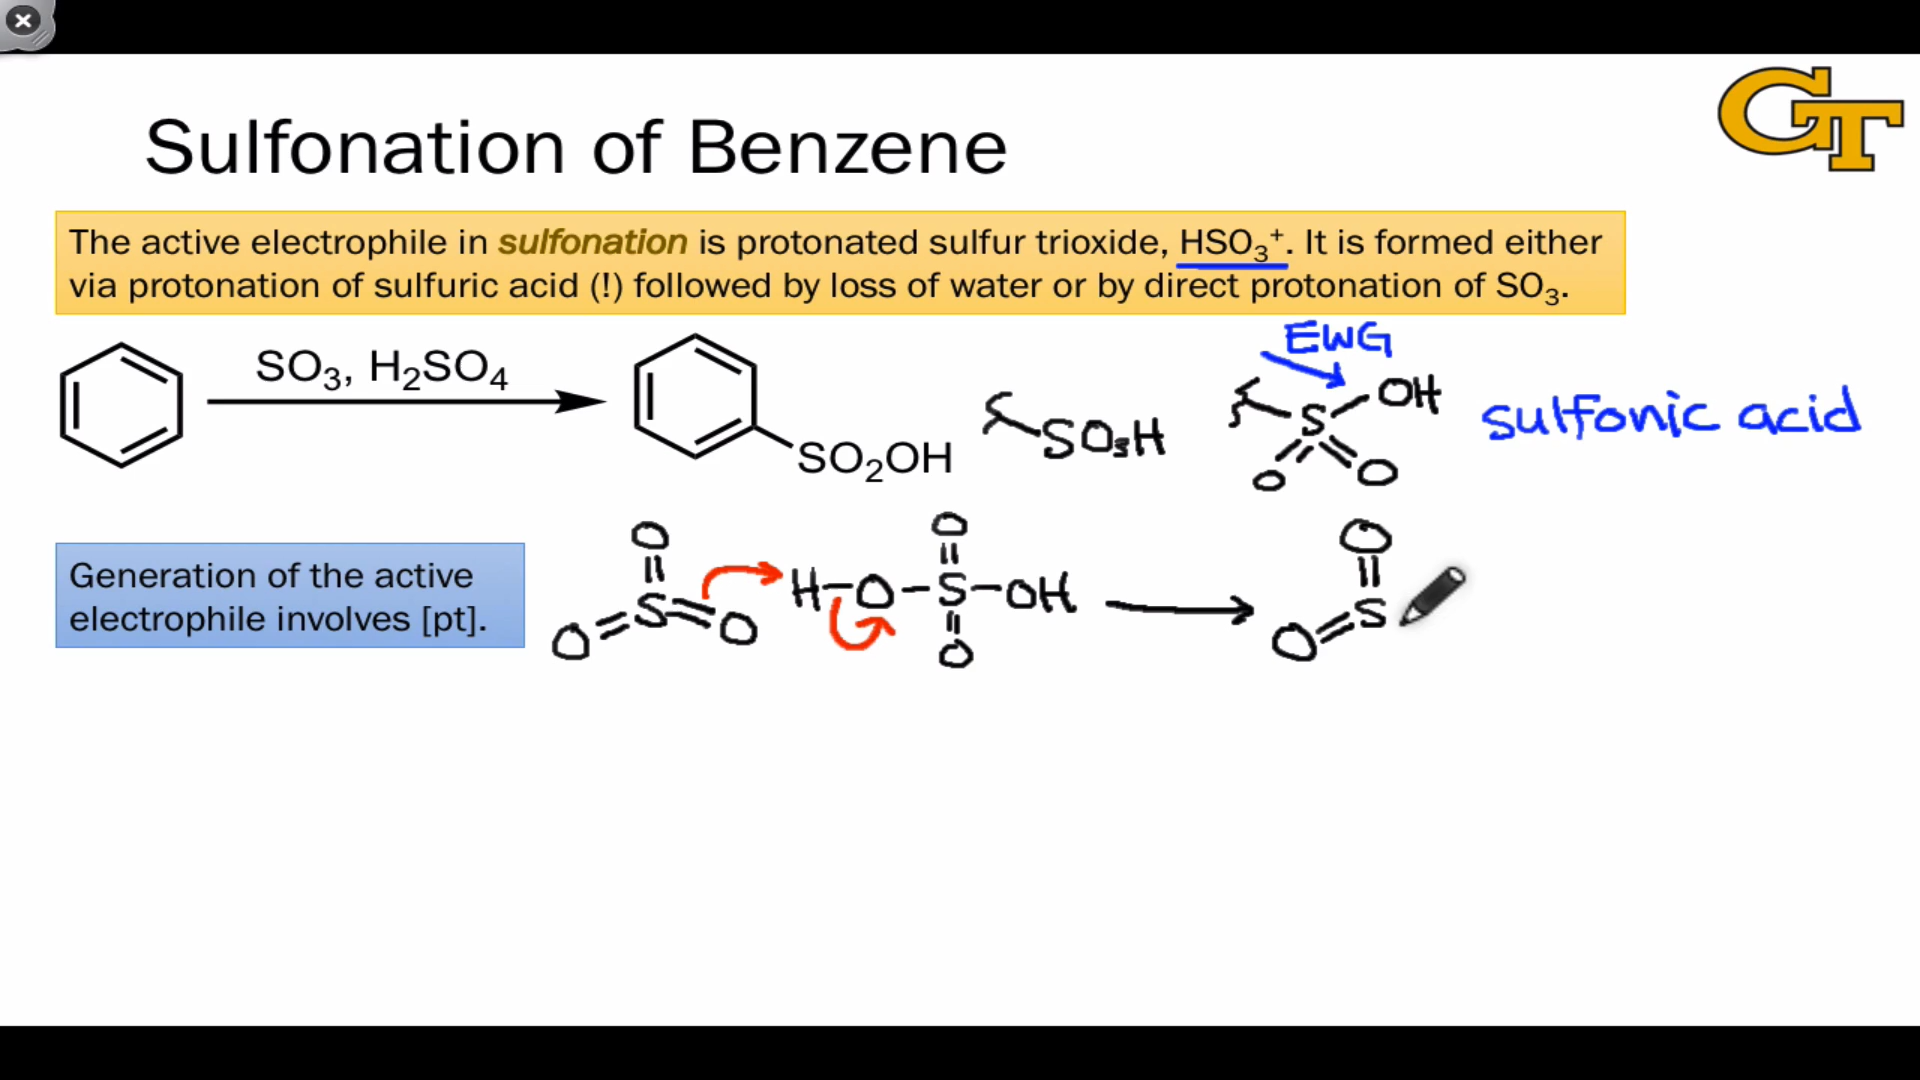 GT
Sulfonation of Benzene
The active electrophile in sulfonation is protonated sulfur trioxide, HSO₃⁺. It is formed either
via protonation of sulfuric acid (!) followed by loss of water or by direct protonation of SO₃.
EWG
SO₃, H₂SO₄
SO₂OH
SO₃H
S OH
O O
sulfonic acid
Generation of the active
electrophile involves [pt].
O
O S O
O
H-O-S-OH
O
O
O S